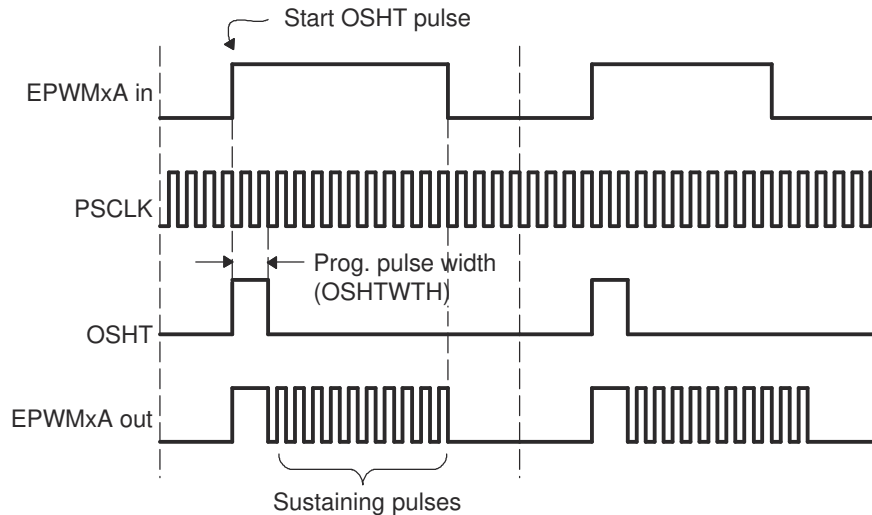 Start OSHT pulse
EPWMxA in
PSCLK
Prog. pulse width
(OSHTWTH)
OSHT
EPWMxA out
Sustaining pulses